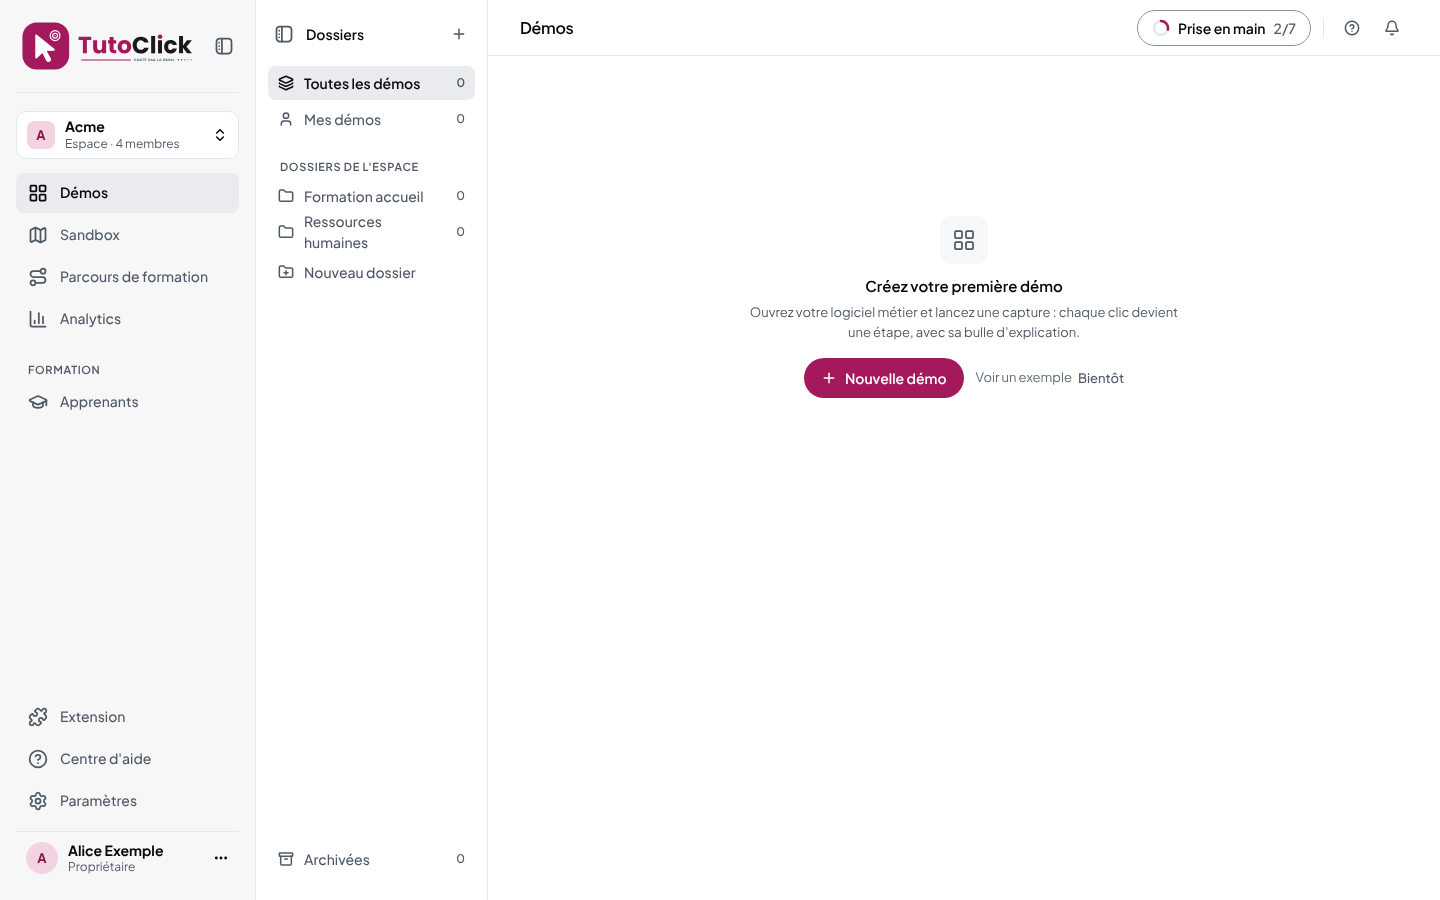 TutoClick
A
Acme
Espace · 4 membres
Démos
Sandbox
Parcours de formation
Analytics
FORMATION
Apprenants
Extension
Centre d'aide
Paramètres
A
Alice Exemple
Propriétaire
Dossiers
Toutes les démos 0
Mes démos 0
DOSSIERS DE L'ESPACE
Formation accueil 0
Ressources
humaines 0
Nouveau dossier
Archivées 0
Démos
Prise en main 2/7
Créez votre première démo
Ouvrez votre logiciel métier et lancez une capture : chaque clic devient
une étape, avec sa bulle d'explication.
Nouvelle démo
Voir un exemple Bientôt